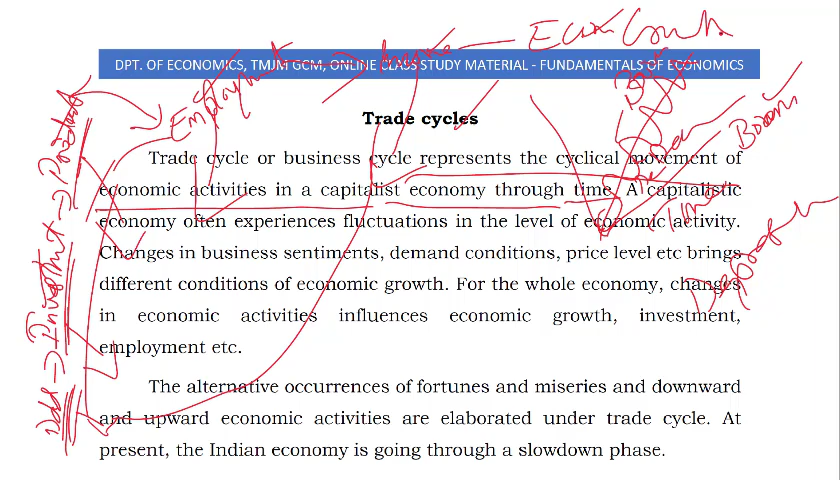 Econ Growth
DPT. OF ECONOMICS, TMJM GCM, ONLINE CLASS STUDY MATERIAL - FUNDAMENTALS OF ECONOMICS
Employment
Trade cycles
Boom
Trade cycle or business cycle represents the cyclical movement of
economic activities in a capitalist economy through time. A capitalistic
economy often experiences fluctuations in the level of economic activity.
Changes in business sentiments, demand conditions, price level etc brings
different conditions of economic growth. For the whole economy, changes
in economic activities influences economic growth, investment,
employment etc.
The alternative occurrences of fortunes and miseries and downward
and upward economic activities are elaborated under trade cycle. At
present, the Indian economy is going through a slowdown phase.